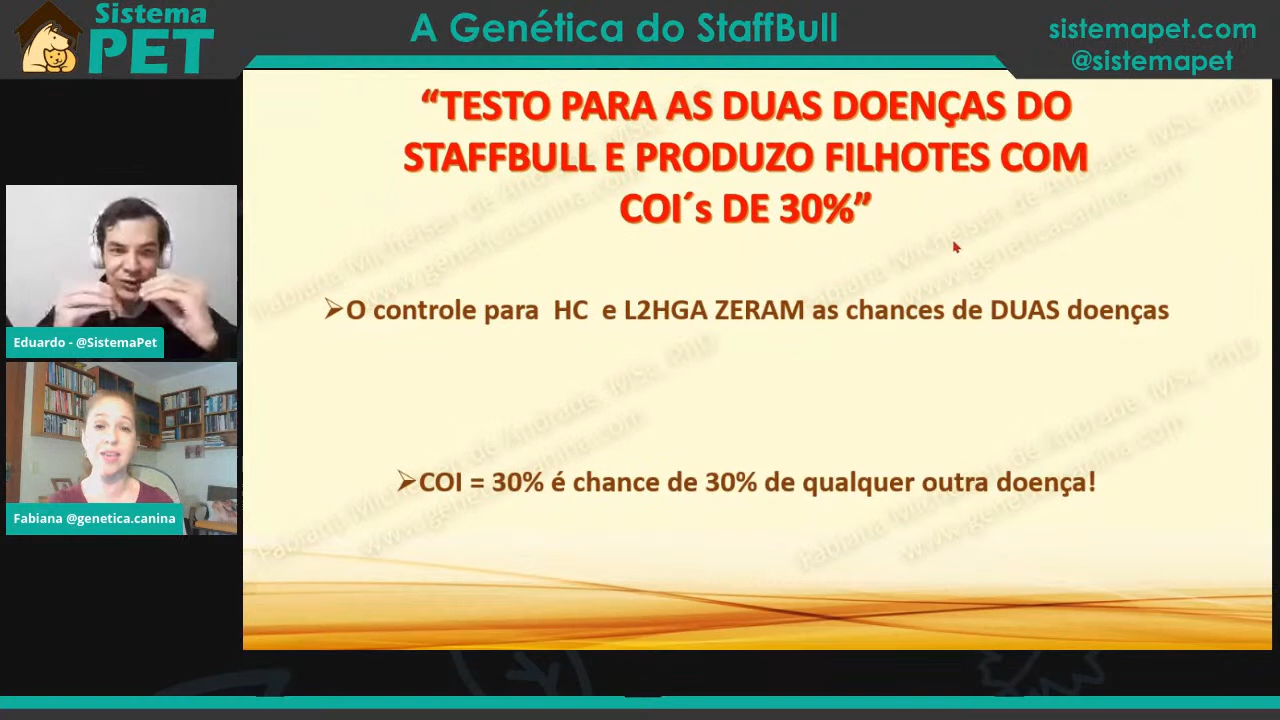 Sistema
PET
A Genética do StaffBull
sistemapet.com
@sistemapet
“TESTO PARA AS DUAS DOENÇAS DO
STAFFBULL E PRODUZO FILHOTES COM
COI´s DE 30%”
➢O controle para HC e L2HGA ZERAM as chances de DUAS doenças
➢COI = 30% é chance de 30% de qualquer outra doença!
Eduardo - @SistemaPet
Fabiana @genetica.canina